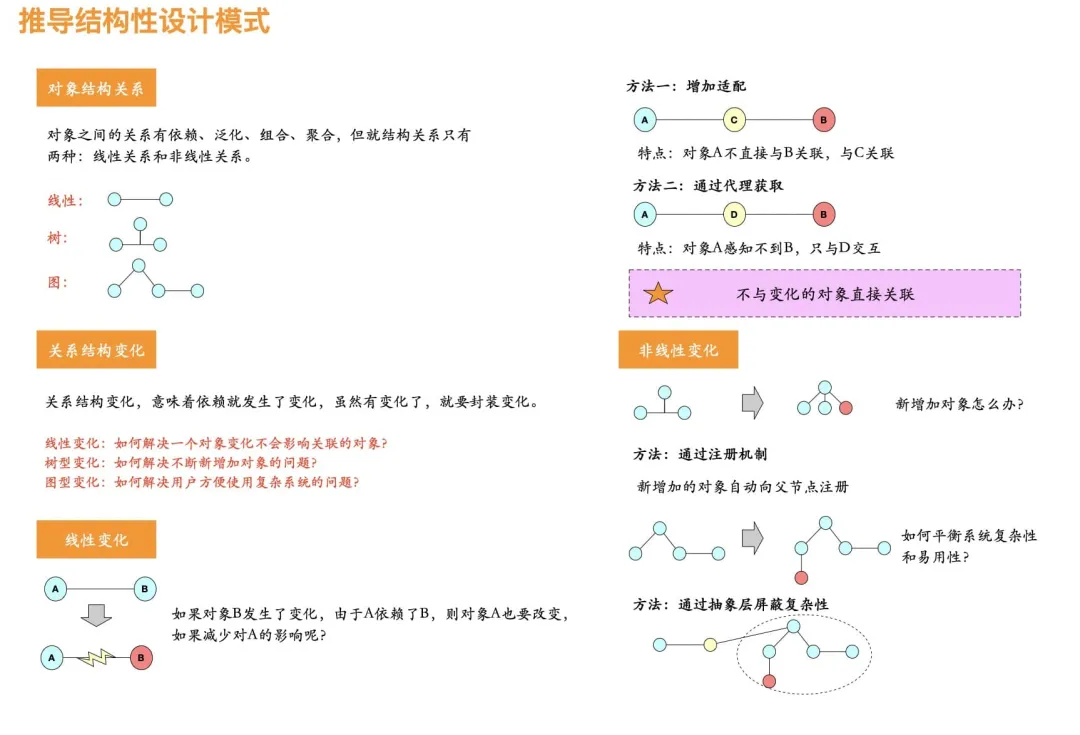 推导结构性设计模式
对象结构关系
对象之间的关系有依赖、泛化、组合、聚合，但就结构关系只有
两种：线性关系和非线性关系。
线性：
树：
图：
关系结构变化
关系结构变化，意味着依赖就发生了变化，虽然有变化了，就要封装变化。
线性变化：如何解决一个对象变化不会影响关联的对象?
树型变化：如何解决不断新增加对象的问题?
图型变化：如何解决用户方便使用复杂系统的问题?
线性变化
A B
如果对象B发生了变化，由于A依赖了B，则对象A也要改变，
如果减少对A的影响呢?
A B
方法一：增加适配
A C B
特点：对象A不直接与B关联，与C关联
方法二：通过代理获取
A D B
特点：对象A感知不到B，只与D交互
不与变化的对象直接关联
非线性变化
新增加对象怎么办?
方法：通过注册机制
新增加的对象自动向父节点注册
如何平衡系统复杂性
和易用性?
方法：通过抽象层屏蔽复杂性